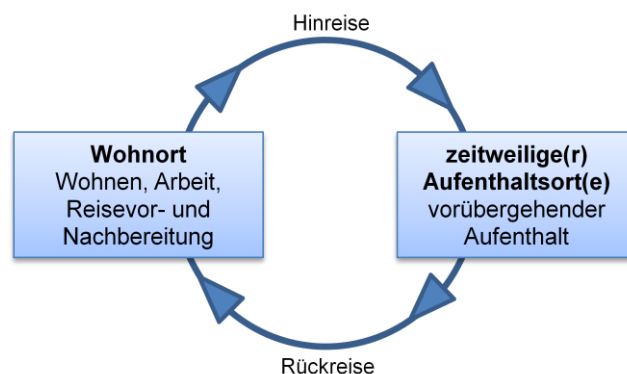 Hinreise
Wohnort
Wohnen, Arbeit,
Reisevor- und
Nachbereitung
zeitweilige(r)
Aufenthaltsort(e)
vorübergehender
Aufenthalt
Rückreise